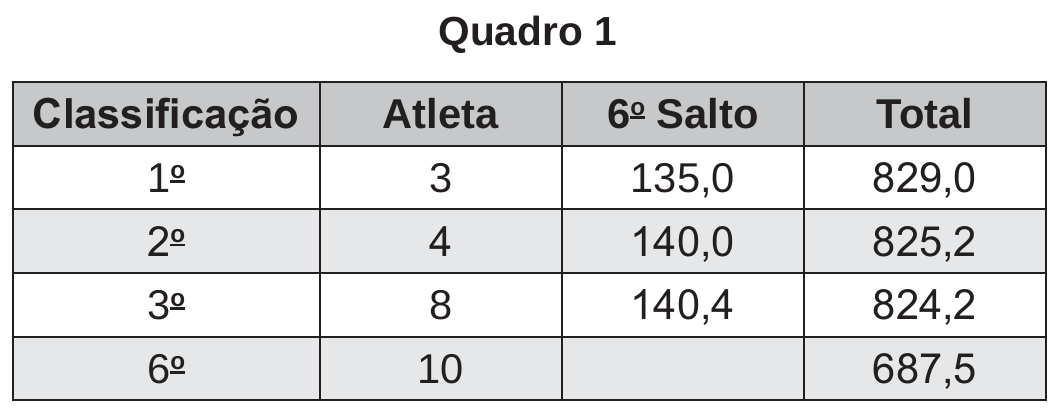 Quadro 1
Classificação Atleta 6º Salto Total
1º 3 135,0 829,0
2º 4 140,0 825,2
3º 8 140,4 824,2
6º 10 687,5